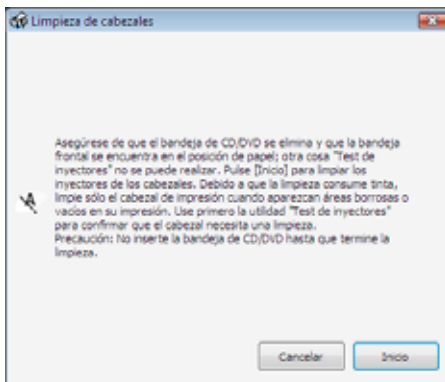 Limpieza de cabezales
Asegúrese de que el bandeja de CD/DVD se elimina y que la bandeja
frontal se encuentra en el posición de papel; otra cosa "Test de
inyectores" no se puede realizar. Pulse [Inicio] para limpiar los
inyectores de los cabezales. Debido a que la limpieza consume tinta,
limpie sólo el cabezal de impresión cuando aparezcan áreas borrosas o
vacíos en su impresión. Use primero la utilidad "Test de inyectores"
para confirmar que el cabezal necesita una limpieza.
Precaución: No inserte la bandeja de CD/DVD hasta que termine la
limpieza.
Cancelar
Inicio